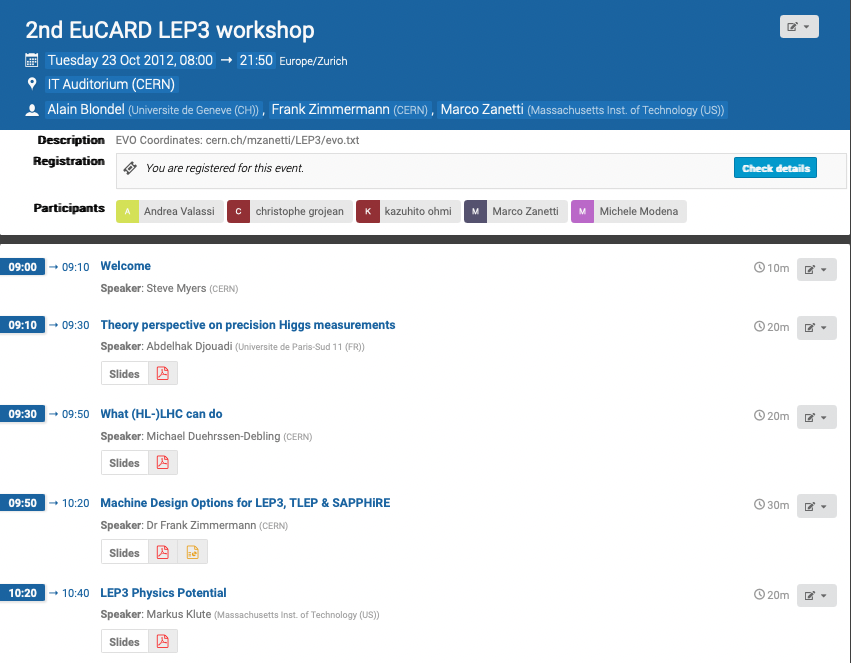 2nd EuCARD LEP3 workshop
Tuesday 23 Oct 2012, 08:00 → 21:50 Europe/Zurich
IT Auditorium (CERN)
Alain Blondel (Universite de Geneve (CH)) , Frank Zimmermann (CERN) , Marco Zanetti (Massachusetts Inst. of Technology (US))
Description EVO Coordinates: cern.ch/mzanetti/LEP3/evo.txt
Registration You are registered for this event. Check details
Participants A Andrea Valassi C christophe grojean K kazuhito ohmi M Marco Zanetti M Michele Modena
09:00 → 09:10 Welcome 10m
Speaker: Steve Myers (CERN)
09:10 → 09:30 Theory perspective on precision Higgs measurements 20m
Speaker: Abdelhak Djouadi (Universite de Paris-Sud 11 (FR))
Slides
09:30 → 09:50 What (HL-)LHC can do 20m
Speaker: Michael Duehrssen-Debling (CERN)
Slides
09:50 → 10:20 Machine Design Options for LEP3, TLEP & SAPPHiRE 30m
Speaker: Dr Frank Zimmermann (CERN)
Slides
10:20 → 10:40 LEP3 Physics Potential 20m
Speaker: Markus Klute (Massachusetts Inst. of Technology (US))
Slides